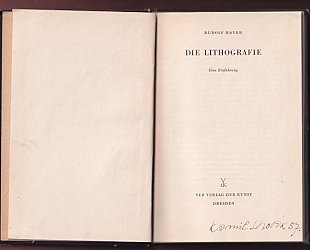 RUDOLF MAYER
DIE LITHOGRAFIE
Eine Einführung
VEB VERLAG DER KUNST
DRESDEN
Kamil